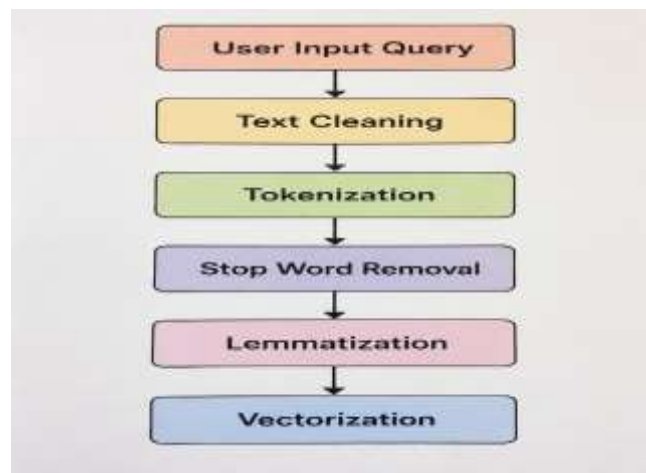 User Input Query
Text Cleaning
Tokenization
Stop Word Removal
Lemmatization
Vectorization